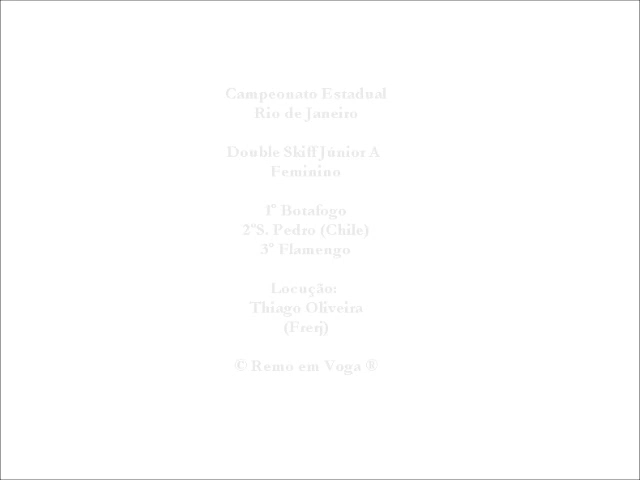 Campeonato Estadual
Rio de Janeiro
Double Skiff Júnior A
Feminino
1º Botafogo
2ºS. Pedro (Chile)
3º Flamengo
Locução:
Thiago Oliveira
(Frerj)
© Remo em Voga ®